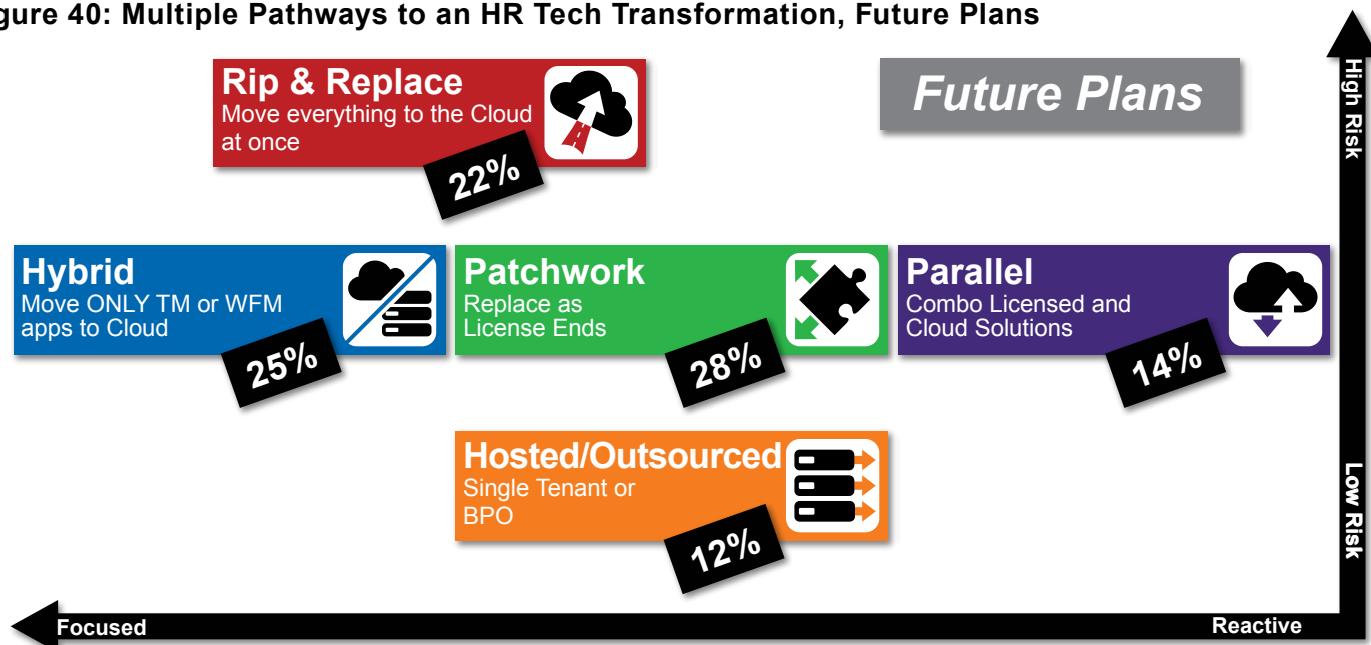 gure 40: Multiple Pathways to an HR Tech Transformation, Future Plans
Rip & Replace
Move everything to the Cloud
at once
22%
Future Plans
High Risk
Hybrid
Move ONLY TM or WFM
apps to Cloud
25%
Patchwork
Replace as
License Ends
28%
Parallel
Combo Licensed and
Cloud Solutions
14%
Hosted/Outsourced
Single Tenant or
BPO
12%
Low Risk
Focused
Reactive